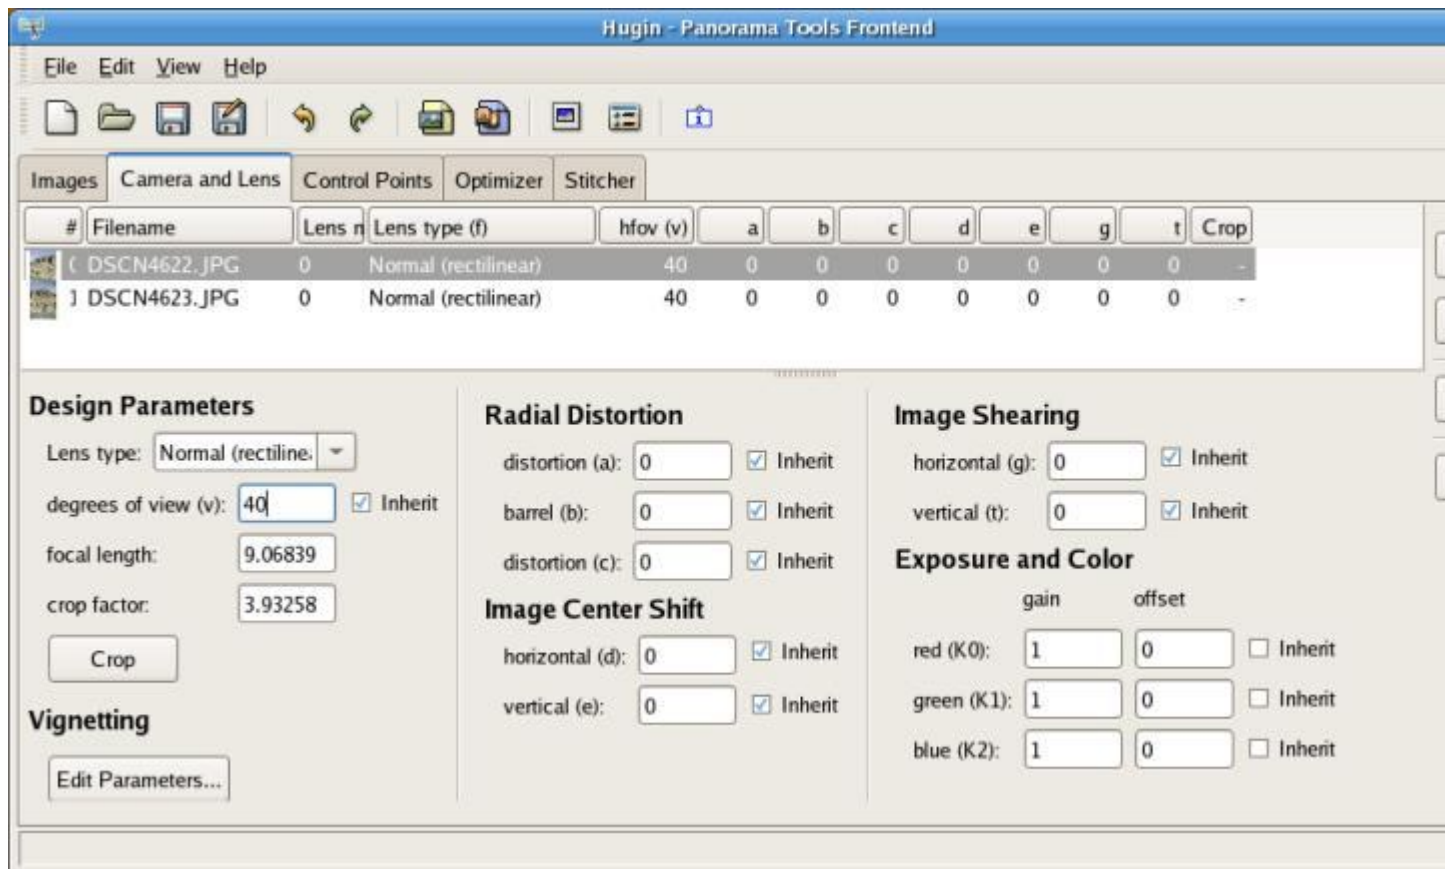 Hugin - Panorama Tools Frontend
File Edit View Help
Images Camera and Lens Control Points Optimizer Stitcher
# Filename Lens n Lens type (f) hfov (v) a b c d e g t Crop
DSCN4622.JPG 0 Normal (rectilinear) 40 0 0 0 0 0 0 0 -
1 DSCN4623.JPG 0 Normal (rectilinear) 40 0 0 0 0 0 0 0 -
Design Parameters
Lens type: Normal (rectiline.
degrees of view (v): 40 Inherit
focal length: 9.06839
crop factor: 3.93258
Crop
Vignetting
Edit Parameters...
Radial Distortion
distortion (a): 0 Inherit
barrel (b): 0 Inherit
distortion (c): 0 Inherit
Image Center Shift
horizontal (d): 0 Inherit
vertical (e): 0 Inherit
Image Shearing
horizontal (g): 0 Inherit
vertical (t): 0 Inherit
Exposure and Color
gain offset
red (K0): 1 0 Inherit
green (K1): 1 0 Inherit
blue (K2): 1 0 Inherit